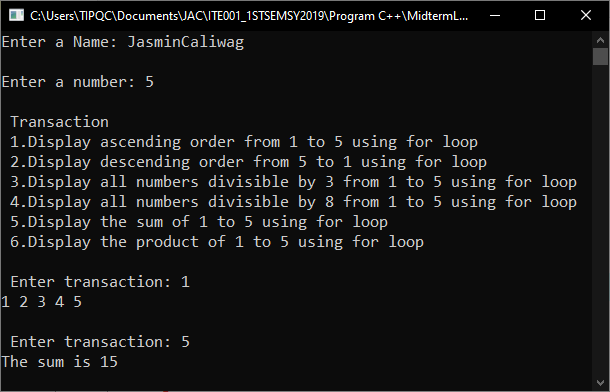 C:\Users\TIPQC\Documents\JAC\ITE001_1STSEMSY2019\Program C++\MidtermL...
Enter a Name: JasminCaliwag
Enter a number: 5
Transaction
1.Display ascending order from 1 to 5 using for loop
2.Display descending order from 5 to 1 using for loop
3.Display all numbers divisible by 3 from 1 to 5 using for loop
4.Display all numbers divisible by 8 from 1 to 5 using for loop
5.Display the sum of 1 to 5 using for loop
6.Display the product of 1 to 5 using for loop
Enter transaction: 1
1 2 3 4 5
Enter transaction: 5
The sum is 15